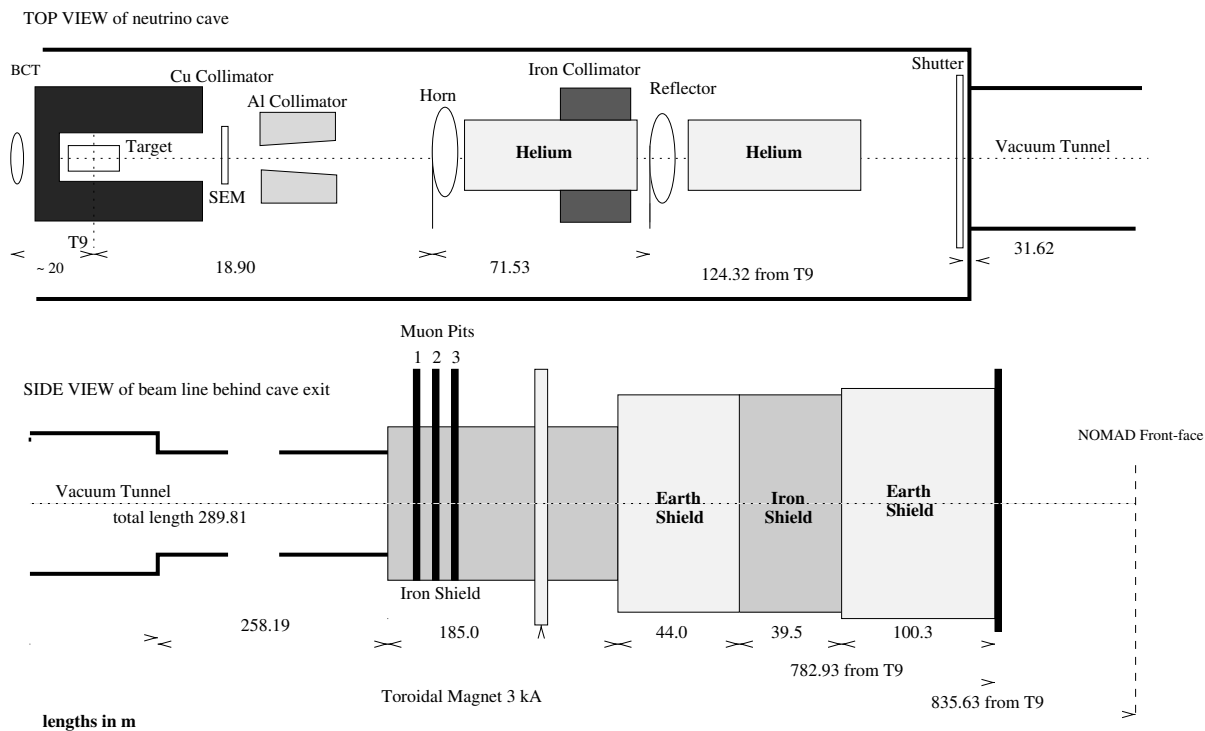 TOP VIEW of neutrino cave
BCT
Cu Collimator
Al Collimator
Horn
Iron Collimator
Reflector
Shutter
Target
Helium
Helium
Vacuum Tunnel
SEM
T9
~ 20
18.90
71.53
124.32 from T9
31.62
Muon Pits
1 2 3
SIDE VIEW of beam line behind cave exit
NOMAD Front-face
Vacuum Tunnel
total length 289.81
Earth
Shield
Iron
Shield
Earth
Shield
Iron Shield
258.19
185.0
44.0
39.5
100.3
782.93 from T9
Toroidal Magnet 3 kA
835.63 from T9
lengths in m